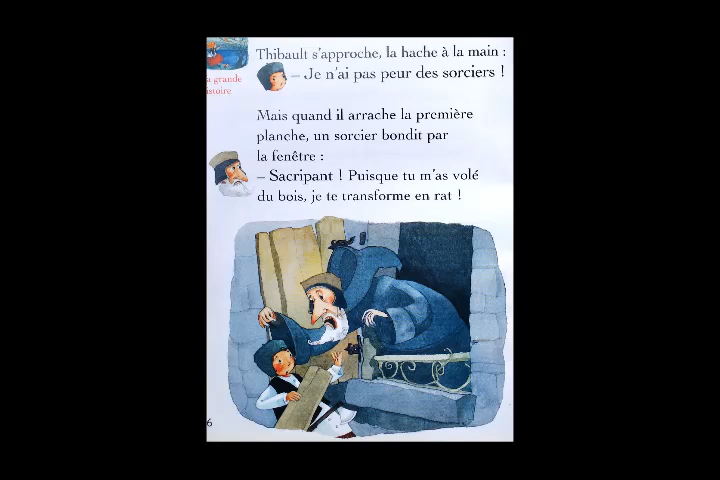 Thibault s'approche, la hache à la main :
– Je n'ai pas peur des sorciers !
a grande
istoire
Mais quand il arrache la première
planche, un sorcier bondit par
la fenêtre :
– Sacripant ! Puisque tu m'as volé
du bois, je te transforme en rat !
6